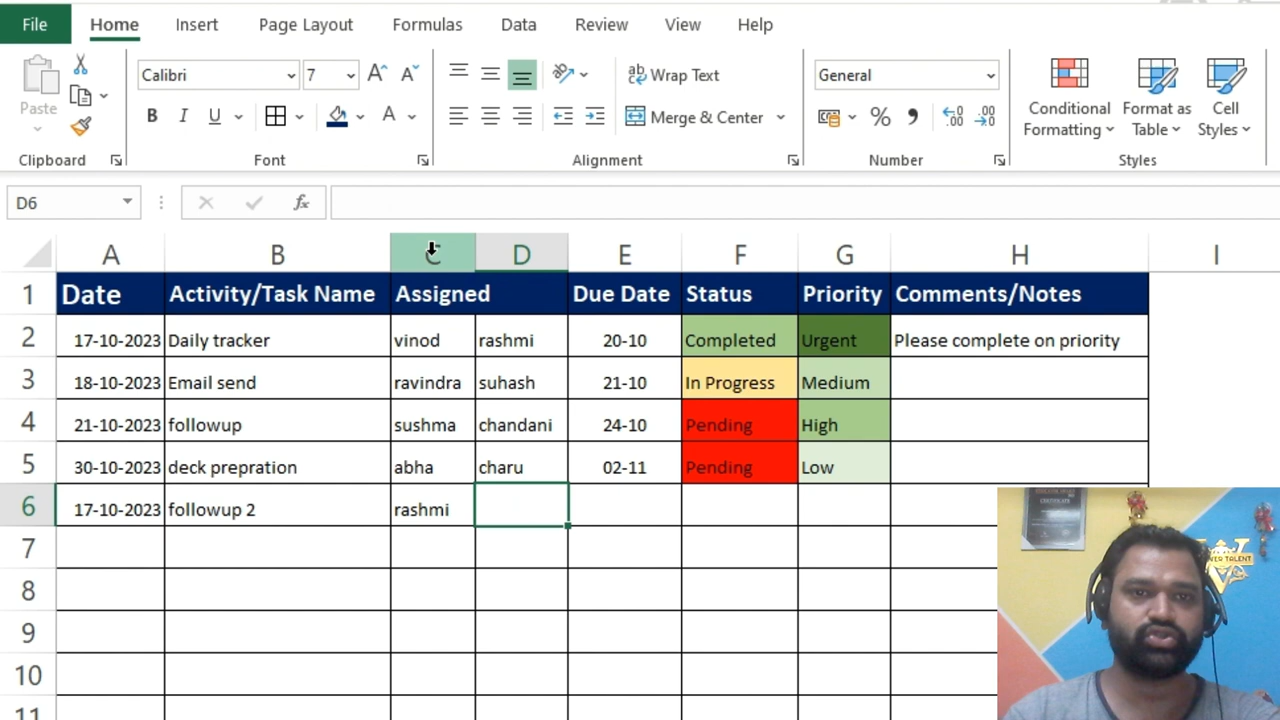 File Home Insert Page Layout Formulas Data Review View Help
Calibri 7 A A ab Wrap Text General
Paste B I U A Merge & Center % , Conditional Formatting Format as Table Cell Styles
Clipboard Font Alignment Number Styles
D6 fx
A B C D E F G H I
1 Date Activity/Task Name Assigned Due Date Status Priority Comments/Notes
2 17-10-2023 Daily tracker vinod rashmi 20-10 Completed Urgent Please complete on priority
3 18-10-2023 Email send ravindra suhash 21-10 In Progress Medium
4 21-10-2023 followup sushma chandani 24-10 Pending High
5 30-10-2023 deck prepration abha charu 02-11 Pending Low
6 17-10-2023 followup 2 rashmi
7
8
9
10
11
CERTIFICATE
TALENT